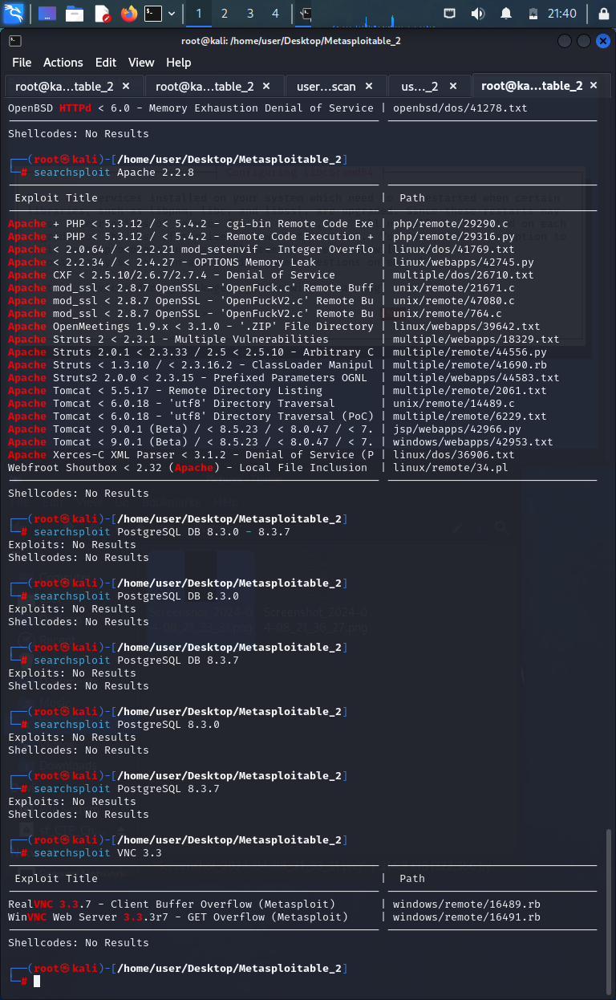 1 2 3 4 21:40
root@kali: /home/user/Desktop/Metasploitable_2
File Actions Edit View Help
root@ka...table_2 × root@ka...table_2 × user...scan × us..._2 × root@ka...table_2 ×
OpenBSD HTTPd < 6.0 - Memory Exhaustion Denial of Service | openbsd/dos/41278.txt
Shellcodes: No Results
┌──(root㉿kali)-[/home/user/Desktop/Metasploitable_2]
└─# searchsploit Apache 2.2.8
Exploit Title | Path
Apache + PHP < 5.3.12 / < 5.4.2 - cgi-bin Remote Code Exe | php/remote/29290.c
Apache + PHP < 5.3.12 / < 5.4.2 - Remote Code Execution + | php/remote/29316.py
Apache < 2.0.64 / < 2.2.21 mod_setenvif - Integer Overflo | linux/dos/41769.txt
Apache < 2.2.34 / < 2.4.27 - OPTIONS Memory Leak | linux/webapps/42745.py
Apache CXF < 2.5.10/2.6.7/2.7.4 - Denial of Service | multiple/dos/26710.txt
Apache mod_ssl < 2.8.7 OpenSSL - 'OpenFuck.c' Remote Buff | unix/remote/21671.c
Apache mod_ssl < 2.8.7 OpenSSL - 'OpenFuckV2.c' Remote Bu | unix/remote/47080.c
Apache mod_ssl < 2.8.7 OpenSSL - 'OpenFuckV2.c' Remote Bu | unix/remote/764.c
Apache OpenMeetings 1.9.x < 3.1.0 - '.ZIP' File Directory | linux/webapps/39642.txt
Apache Struts 2 < 2.3.1 - Multiple Vulnerabilities | multiple/webapps/18329.txt
Apache Struts 2.0.1 < 2.3.33 / 2.5 < 2.5.10 - Arbitrary C | multiple/remote/44556.py
Apache Struts < 1.3.10 / < 2.3.16.2 - ClassLoader Manipul | multiple/remote/41690.rb
Apache Struts2 2.0.0 < 2.3.15 - Prefixed Parameters OGNL | multiple/webapps/44583.txt
Apache Tomcat < 5.5.17 - Remote Directory Listing | multiple/remote/2061.txt
Apache Tomcat < 6.0.18 - 'utf8' Directory Traversal | unix/remote/14489.c
Apache Tomcat < 6.0.18 - 'utf8' Directory Traversal (PoC) | multiple/remote/6229.txt
Apache Tomcat < 9.0.1 (Beta) / < 8.5.23 / < 8.0.47 / < 7. | jsp/webapps/42966.py
Apache Tomcat < 9.0.1 (Beta) / < 8.5.23 / < 8.0.47 / < 7. | windows/webapps/42953.txt
Apache Xerces-C XML Parser < 3.1.2 - Denial of Service (P | linux/dos/36906.txt
Webfroot Shoutbox < 2.32 (Apache) - Local File Inclusion | linux/remote/34.pl
Shellcodes: No Results
┌──(root㉿kali)-[/home/user/Desktop/Metasploitable_2]
└─# searchsploit PostgreSQL DB 8.3.0 - 8.3.7
Exploits: No Results
Shellcodes: No Results
┌──(root㉿kali)-[/home/user/Desktop/Metasploitable_2]
└─# searchsploit PostgreSQL DB 8.3.0
Exploits: No Results
Shellcodes: No Results
┌──(root㉿kali)-[/home/user/Desktop/Metasploitable_2]
└─# searchsploit PostgreSQL DB 8.3.7
Exploits: No Results
Shellcodes: No Results
┌──(root㉿kali)-[/home/user/Desktop/Metasploitable_2]
└─# searchsploit PostgreSQL 8.3.0
Exploits: No Results
Shellcodes: No Results
┌──(root㉿kali)-[/home/user/Desktop/Metasploitable_2]
└─# searchsploit PostgreSQL 8.3.7
Exploits: No Results
Shellcodes: No Results
┌──(root㉿kali)-[/home/user/Desktop/Metasploitable_2]
└─# searchsploit VNC 3.3
Exploit Title | Path
RealVNC 3.3.7 - Client Buffer Overflow (Metasploit) | windows/remote/16489.rb
WinVNC Web Server 3.3.3r7 - GET Overflow (Metasploit) | windows/remote/16491.rb
Shellcodes: No Results
┌──(root㉿kali)-[/home/user/Desktop/Metasploitable_2]
└─#